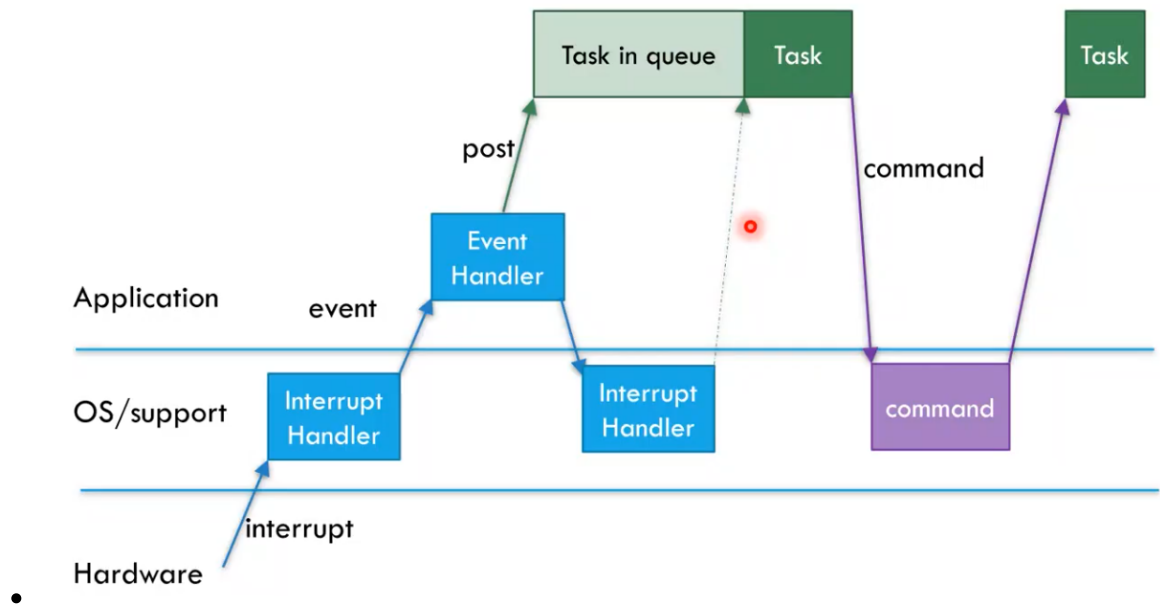 Task in queue
Task
Task
post
command
Event
Handler
Application
event
OS/support
Interrupt
Handler
Interrupt
Handler
command
interrupt
Hardware